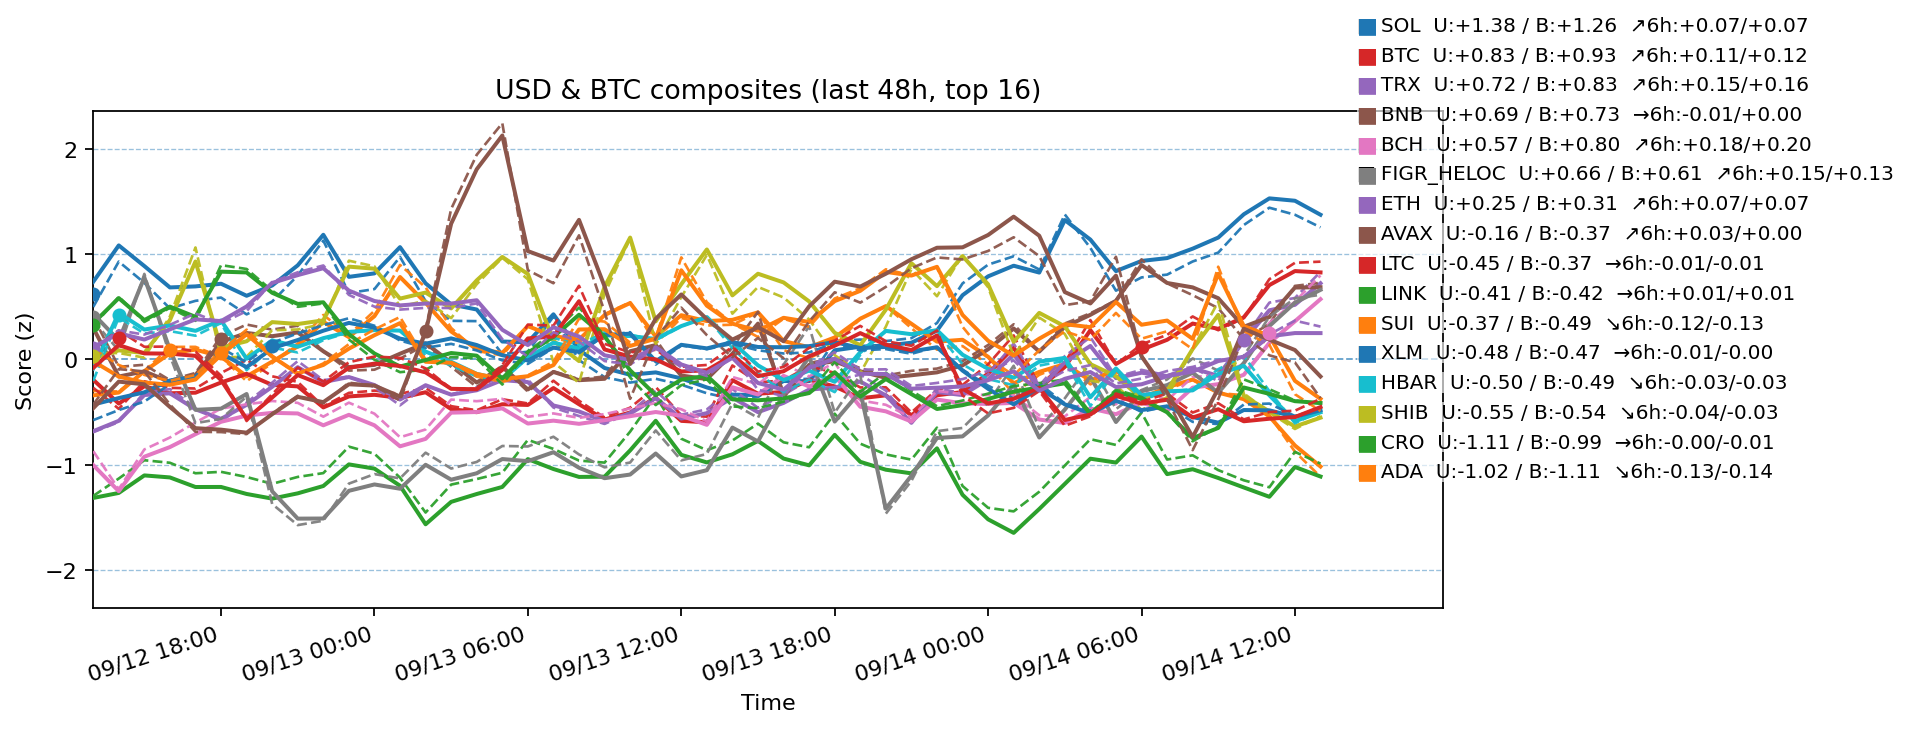 SOL  U:+1.38 / B:+1.26  ↗6h:+0.07/+0.07
BTC  U:+0.83 / B:+0.93  ↗6h:+0.11/+0.12
TRX  U:+0.72 / B:+0.83  ↗6h:+0.15/+0.16
BNB  U:+0.69 / B:+0.73  →6h:-0.01/+0.00
BCH  U:+0.57 / B:+0.80  ↗6h:+0.18/+0.20
FIGR_HELOC  U:+0.66 / B:+0.61  ↗6h:+0.15/+0.13
ETH  U:+0.25 / B:+0.31  ↗6h:+0.07/+0.07
AVAX  U:-0.16 / B:-0.37  ↗6h:+0.03/+0.00
LTC  U:-0.45 / B:-0.37  →6h:-0.01/-0.01
LINK  U:-0.41 / B:-0.42  →6h:+0.01/+0.01
SUI  U:-0.37 / B:-0.49  ↘6h:-0.12/-0.13
XLM  U:-0.48 / B:-0.47  →6h:-0.01/-0.00
HBAR  U:-0.50 / B:-0.49  ↘6h:-0.03/-0.03
SHIB  U:-0.55 / B:-0.54  ↘6h:-0.04/-0.03
CRO  U:-1.11 / B:-0.99  →6h:-0.00/-0.01
ADA  U:-1.02 / B:-1.11  ↘6h:-0.13/-0.14
USD & BTC composites (last 48h, top 16)
Score (z)
2
1
0
−1
−2
09/12 18:00
09/13 00:00
09/13 06:00
09/13 12:00
09/13 18:00
09/14 00:00
09/14 06:00
09/14 12:00
Time